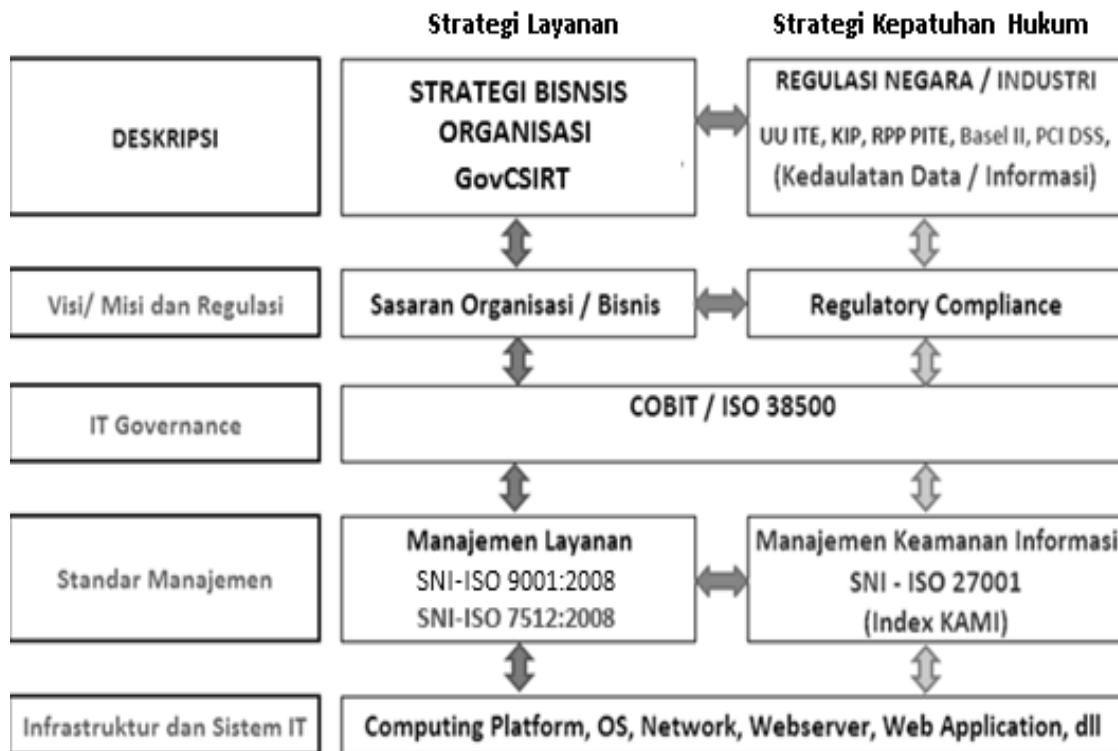 Strategi Layanan
Strategi Kepatuhan Hukum
DESKRIPSI
STRATEGI BISNSIS
ORGANISASI
GovCSIRT
REGULASI NEGARA / INDUSTRI
UU ITE, KIP, RPP PITE, Basel II, PCI DSS,
(Kedaulatan Data / Informasi)
Visi/ Misi dan Regulasi
Sasaran Organisasi / Bisnis
Regulatory Compliance
IT Governance
COBIT / ISO 38500
Standar Manajemen
Manajemen Layanan
SNI-ISO 9001:2008
SNI-ISO 7512:2008
Manajemen Keamanan Informasi
SNI - ISO 27001
(Index KAMI)
Infrastruktur dan Sistem IT
Computing Platform, OS, Network, Webserver, Web Application, dll